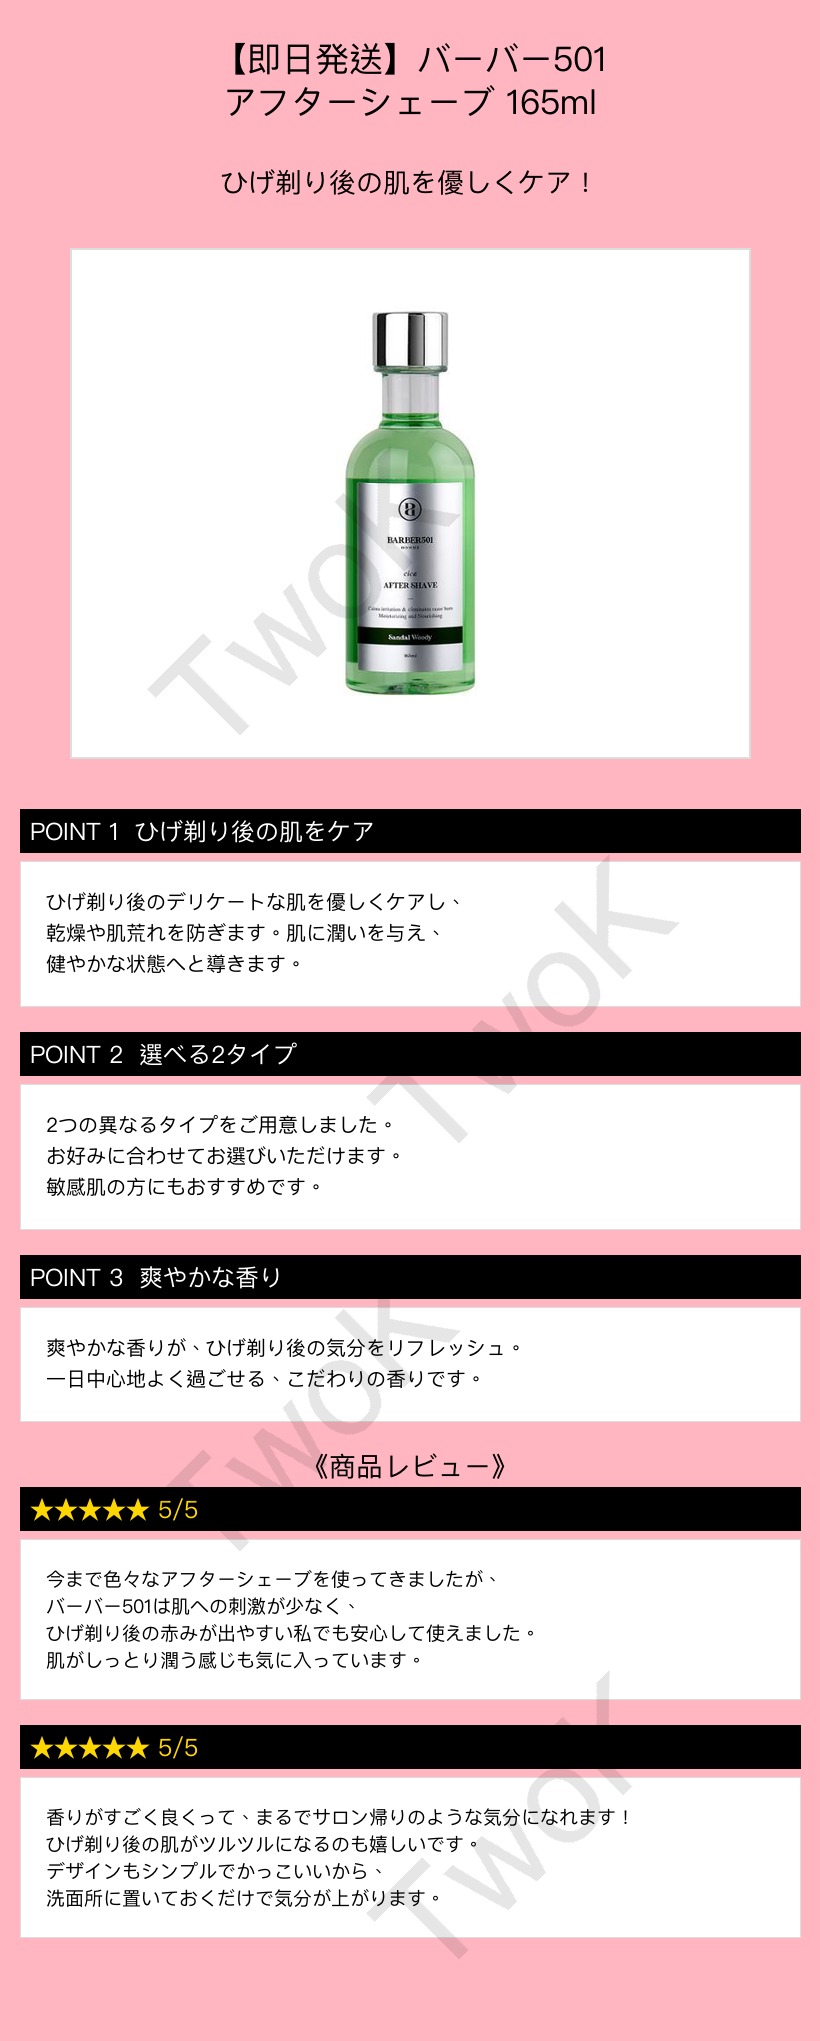 【即日発送】バーバー501
アフターシェーブ 165ml
ひげ剃り後の肌を優しくケア！
TwoK
BARBER501
HOMME
cica
AFTER SHAVE
Calms irritation & eliminates razor burn
Moisturizing and Nourishing
Sandal Woody
165ml
POINT 1 ひげ剃り後の肌をケア
ひげ剃り後のデリケートな肌を優しくケアし、
乾燥や肌荒れを防ぎます。肌に潤いを与え、
健やかな状態へと導きます。
TwoK
POINT 2 選べる2タイプ
2つの異なるタイプをご用意しました。
お好みに合わせてお選びいただけます。
敏感肌の方にもおすすめです。
POINT 3 爽やかな香り
爽やかな香りが、ひげ剃り後の気分をリフレッシュ。
一日中心地よく過ごせる、こだわりの香りです。
TwoK
《商品レビュー》
★★★★★ 5/5
今まで色々なアフターシェーブを使ってきましたが、
バーバー501は肌への刺激が少なく、
ひげ剃り後の赤みが出やすい私でも安心して使えました。
肌がしっとり潤う感じも気に入っています。
★★★★★ 5/5
香りがすごく良くって、まるでサロン帰りのような気分になれます！
ひげ剃り後の肌がツルツルになるのも嬉しいです。
デザインもシンプルでかっこいいから、
洗面所に置いておくだけで気分が上がります。
TwoK